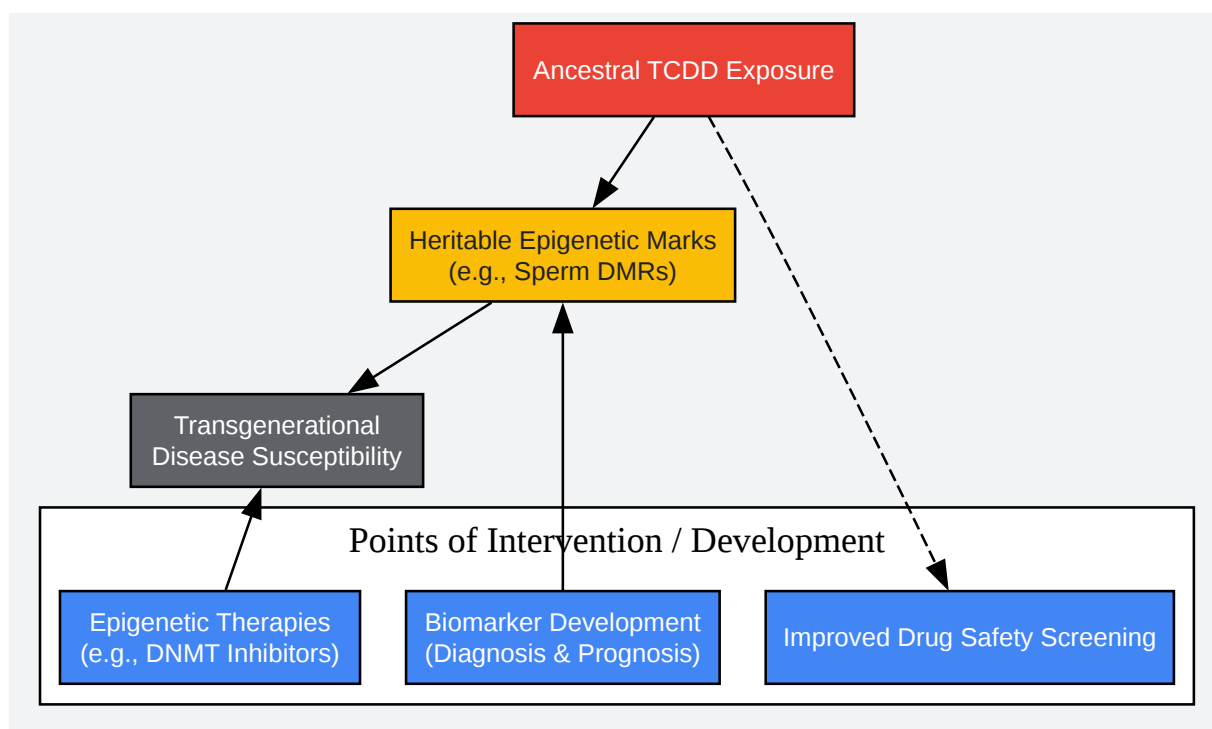 Ancestral TCDD Exposure
Heritable Epigenetic Marks
(e.g., Sperm DMRs)
Transgenerational
Disease Susceptibility
Points of Intervention / Development
Epigenetic Therapies
(e.g., DNMT Inhibitors)
Biomarker Development
(Diagnosis & Prognosis)
Improved Drug Safety Screening